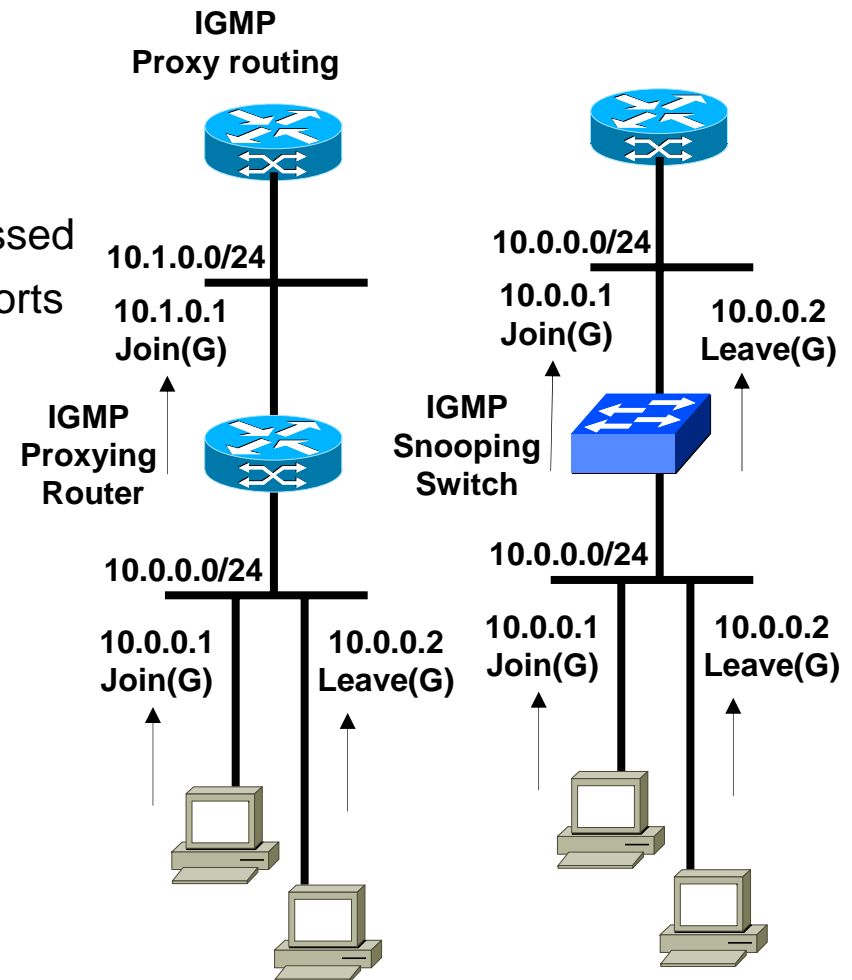 IGMP
Proxy routing
ssed
orts
10.1.0.0/24
10.1.0.1
Join(G)
IGMP
Proxying
Router
10.0.0.0/24
10.0.0.1
Join(G)
10.0.0.2
Leave(G)
10.0.0.0/24
10.0.0.1
Join(G)
10.0.0.2
Leave(G)
IGMP
Snooping
Switch
10.0.0.0/24
10.0.0.1
Join(G)
10.0.0.2
Leave(G)